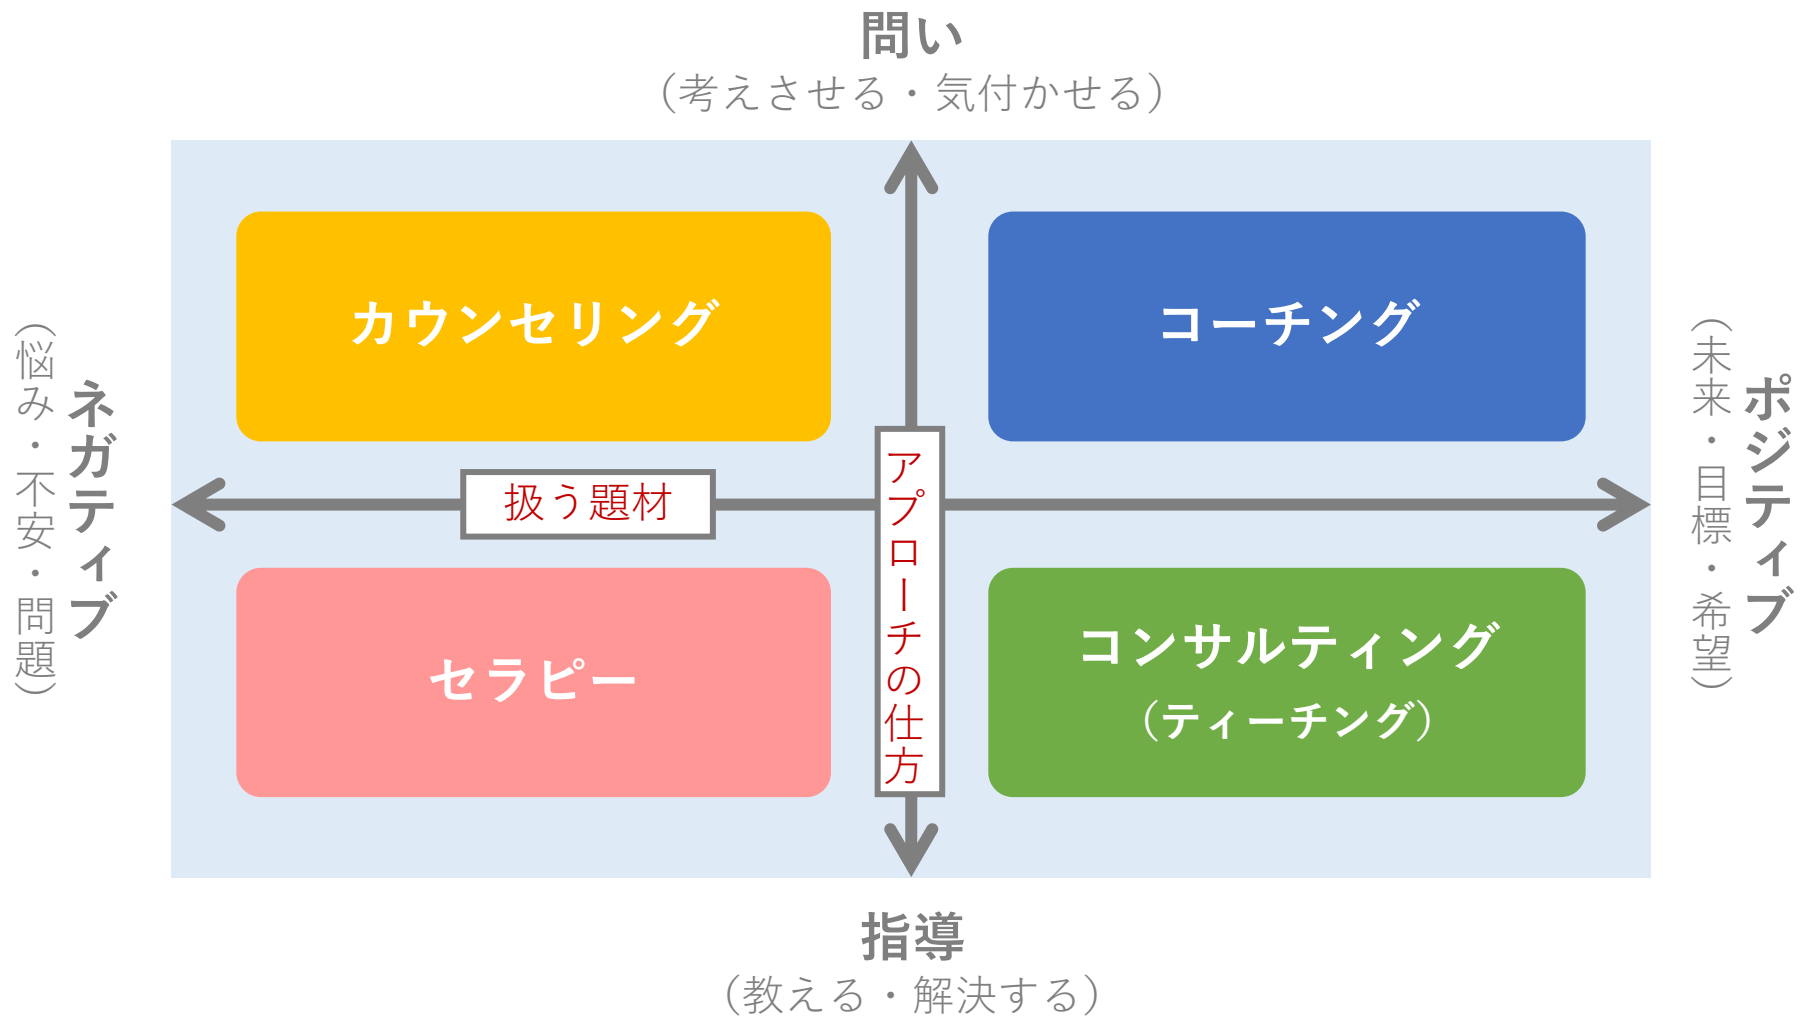 問い
（考えさせる・気付かせる）
カウンセリング
コーチング
（悩み・不安・問題）
ネガティブ
扱う題材
アプローチの仕方
（未来・目標・希望）
ポジティブ
セラピー
コンサルティング
（ティーチング）
指導
（教える・解決する）